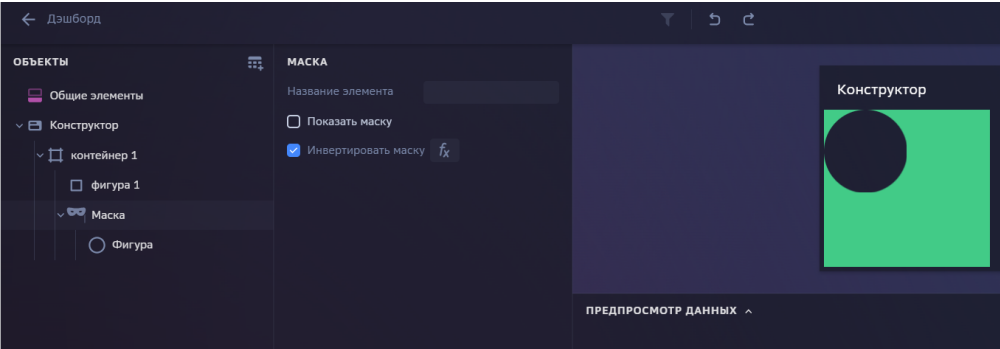 Дэшборд
ОБЪЕКТЫ
Общие элементы
Конструктор
контейнер 1
фигура 1
Маска
Фигура
МАСКА
Название элемента
Показать маску
Инвертировать маску fx
Конструктор
ПРЕДПРОСМОТР ДАННЫХ